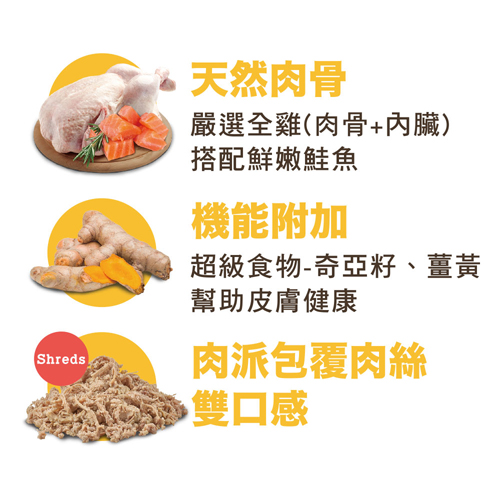 天然肉骨
嚴選全雞(肉骨+內臟)
搭配鮮嫩鮭魚
機能附加
超級食物-奇亞籽、薑黃
幫助皮膚健康
Shreds
肉派包覆肉絲
雙口感